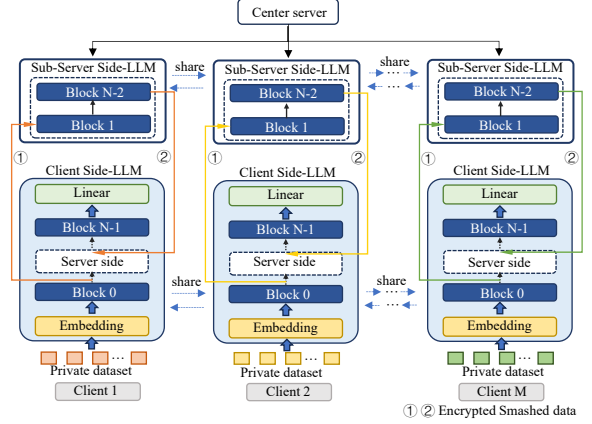 Center server
Sub-Server Side-LLM
Block N-2
Block 1
share
Sub-Server Side-LLM
Block N-2
Block 1
share
...
...
Sub-Server Side-LLM
Block N-2
Block 1
① ②
① ②
① ②
Client Side-LLM
Linear
Block N-1
Server side
Block 0
Embedding
...
Private dataset
Client 1
share
Client Side-LLM
Linear
Block N-1
Server side
Block 0
Embedding
...
Private dataset
Client 2
share
...
...
Client Side-LLM
Linear
Block N-1
Server side
Block 0
Embedding
...
Private dataset
Client M
① ② Encrypted Smashed data